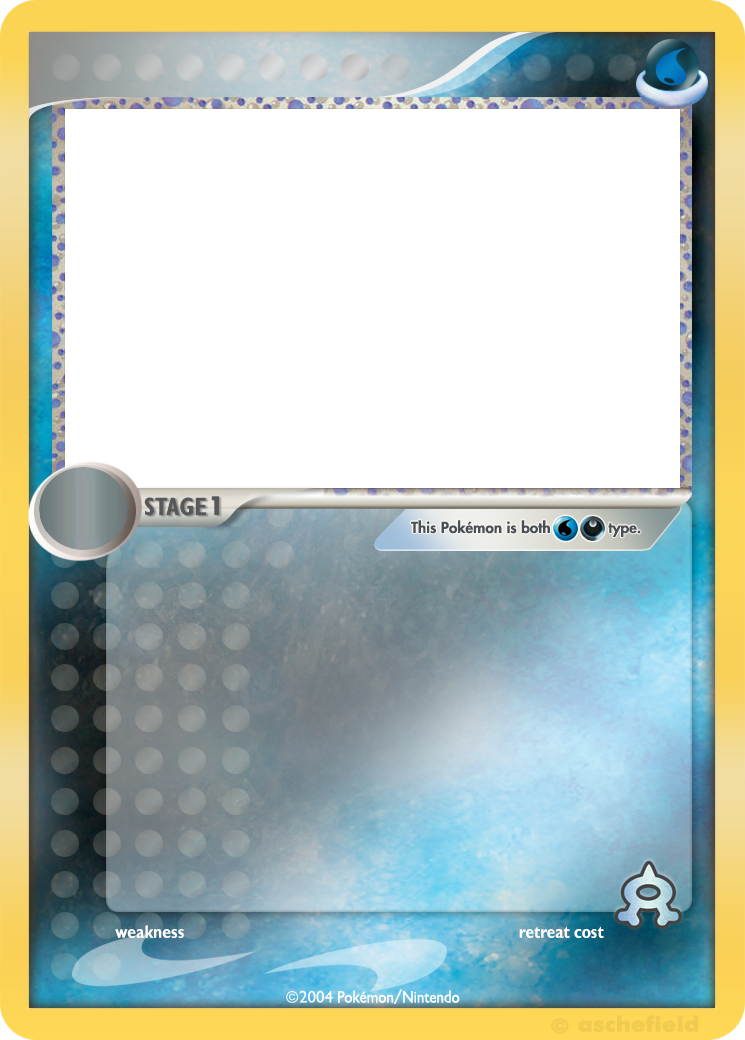 STAGE 1
This Pokémon is both type.
weakness
retreat cost
©2004 Pokémon/Nintendo
© aschefield